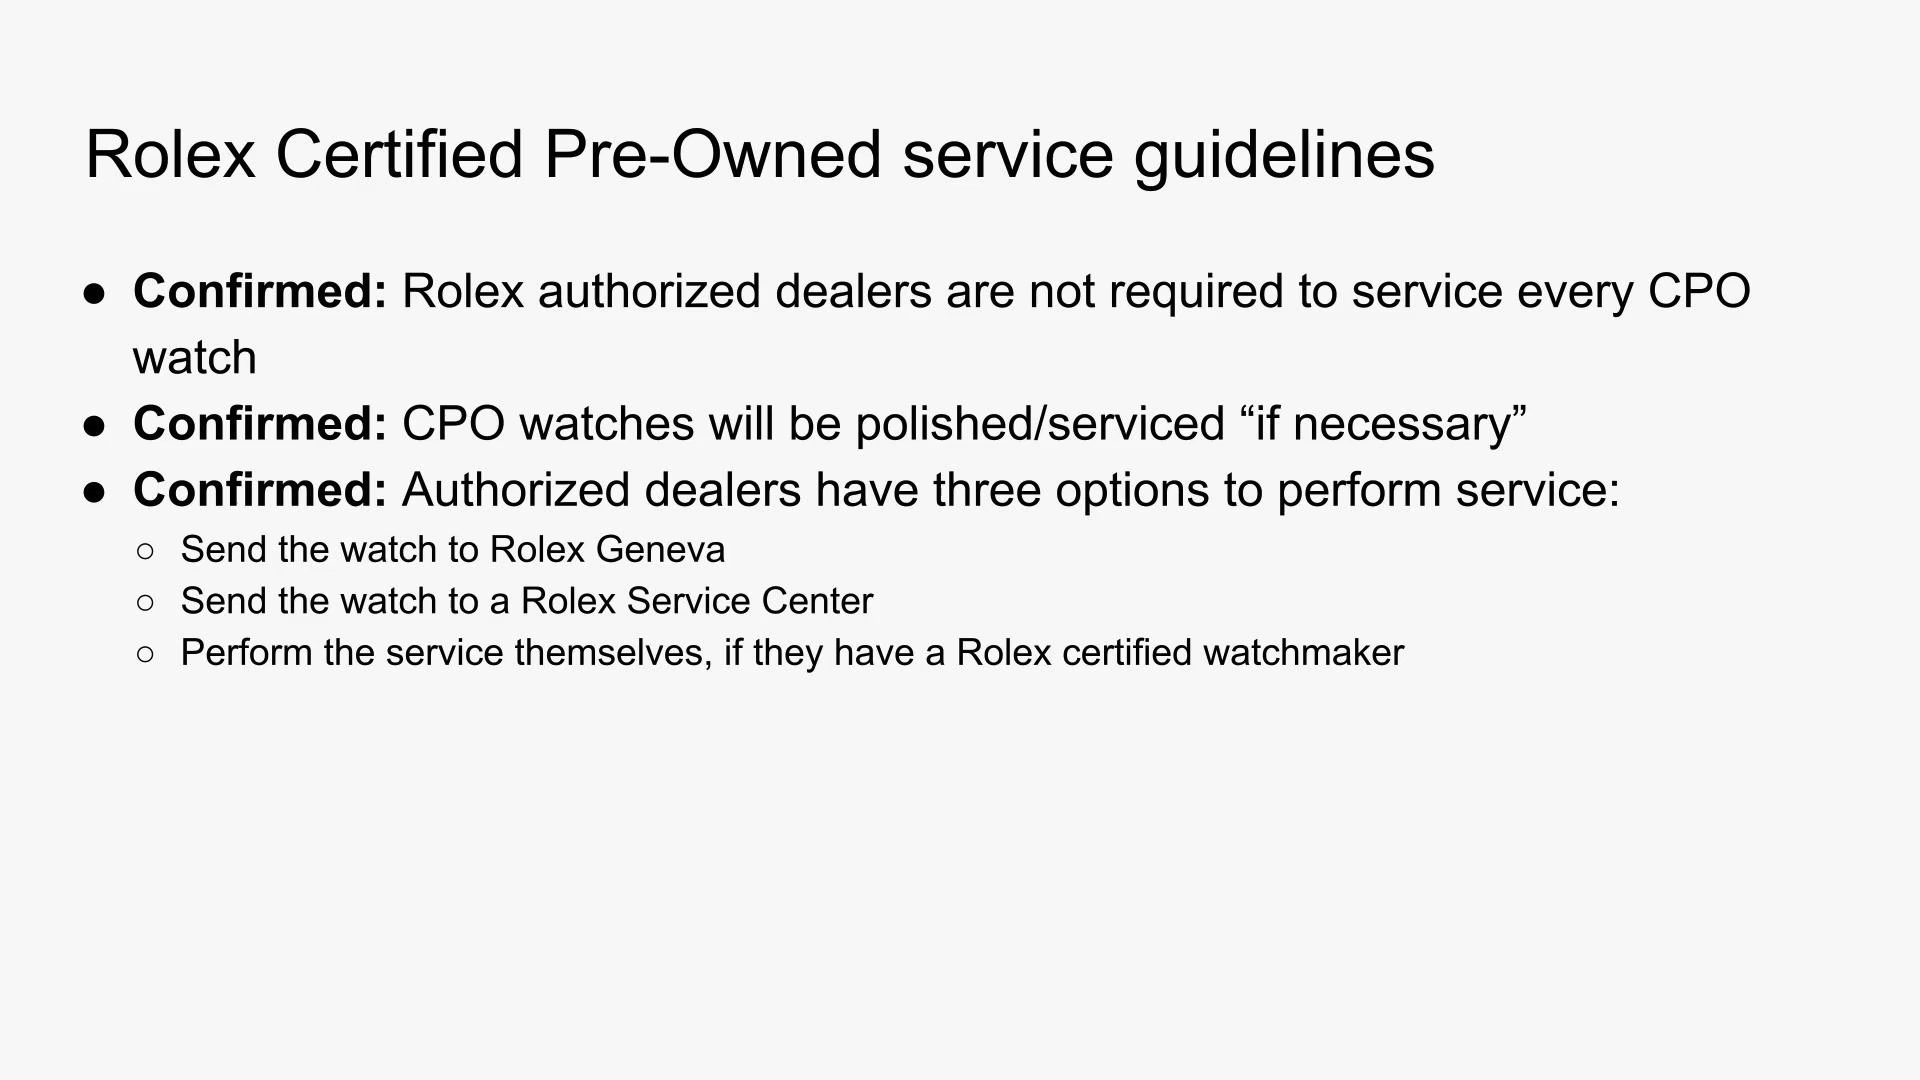 Rolex Certified Pre-Owned service guidelines
● Confirmed: Rolex authorized dealers are not required to service every CPO
watch
● Confirmed: CPO watches will be polished/serviced “if necessary”
● Confirmed: Authorized dealers have three options to perform service:
○ Send the watch to Rolex Geneva
○ Send the watch to a Rolex Service Center
○ Perform the service themselves, if they have a Rolex certified watchmaker